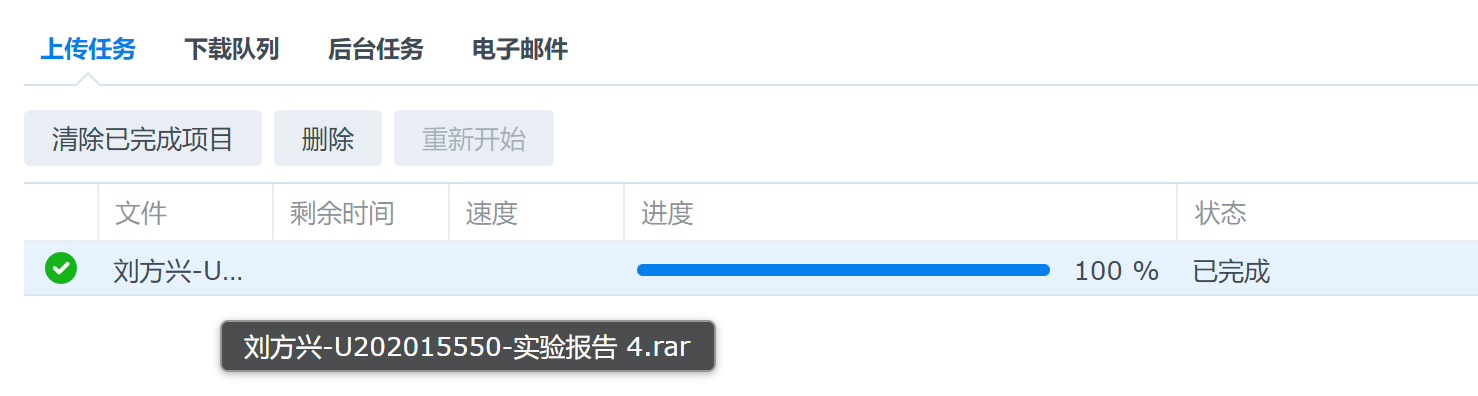 上传任务 下载队列 后台任务 电子邮件
清除已完成项目 删除 重新开始
文件 剩余时间 速度 进度 状态
刘方兴-U... 100 % 已完成
刘方兴-U202015550-实验报告 4.rar